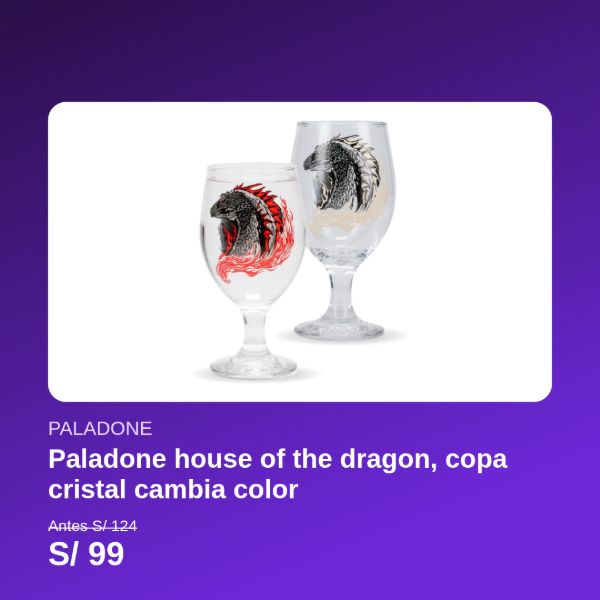 PALADONE
Paladone house of the dragon, copa
cristal cambia color
Antes S/ 124
S/ 99